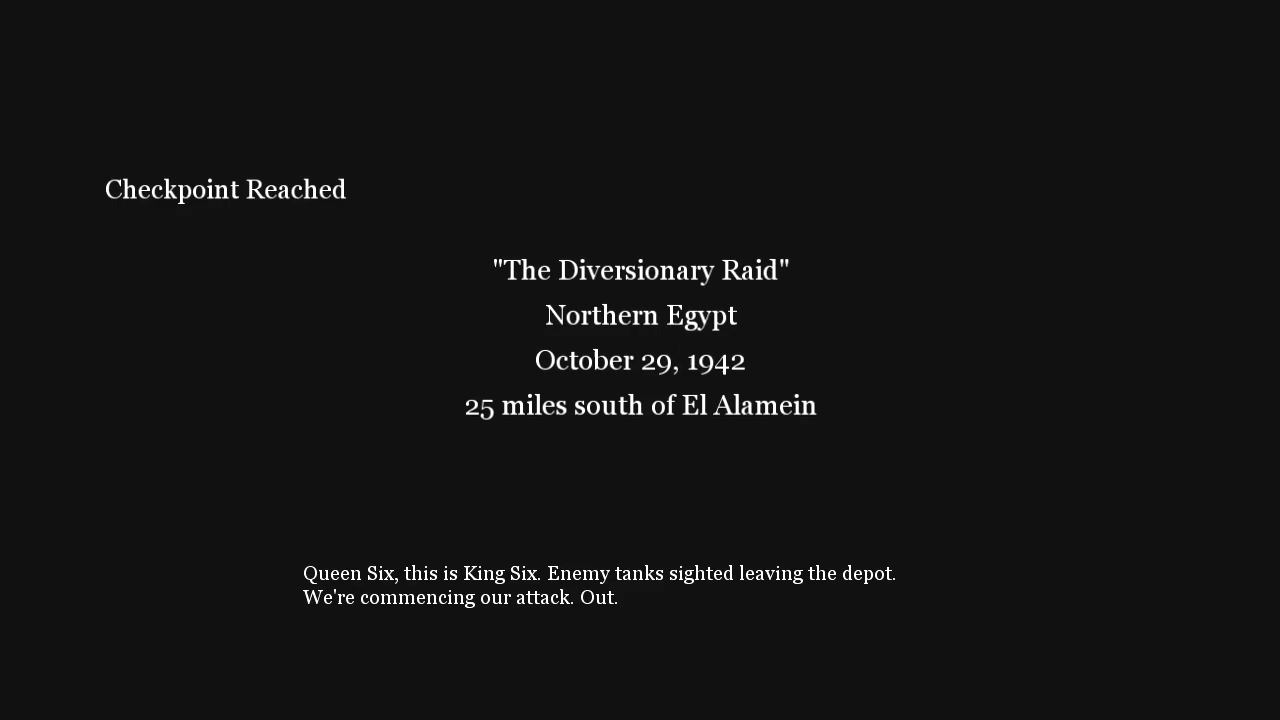 Checkpoint Reached
"The Diversionary Raid"
Northern Egypt
October 29, 1942
25 miles south of El Alamein
Queen Six, this is King Six. Enemy tanks sighted leaving the depot.
We're commencing our attack. Out.